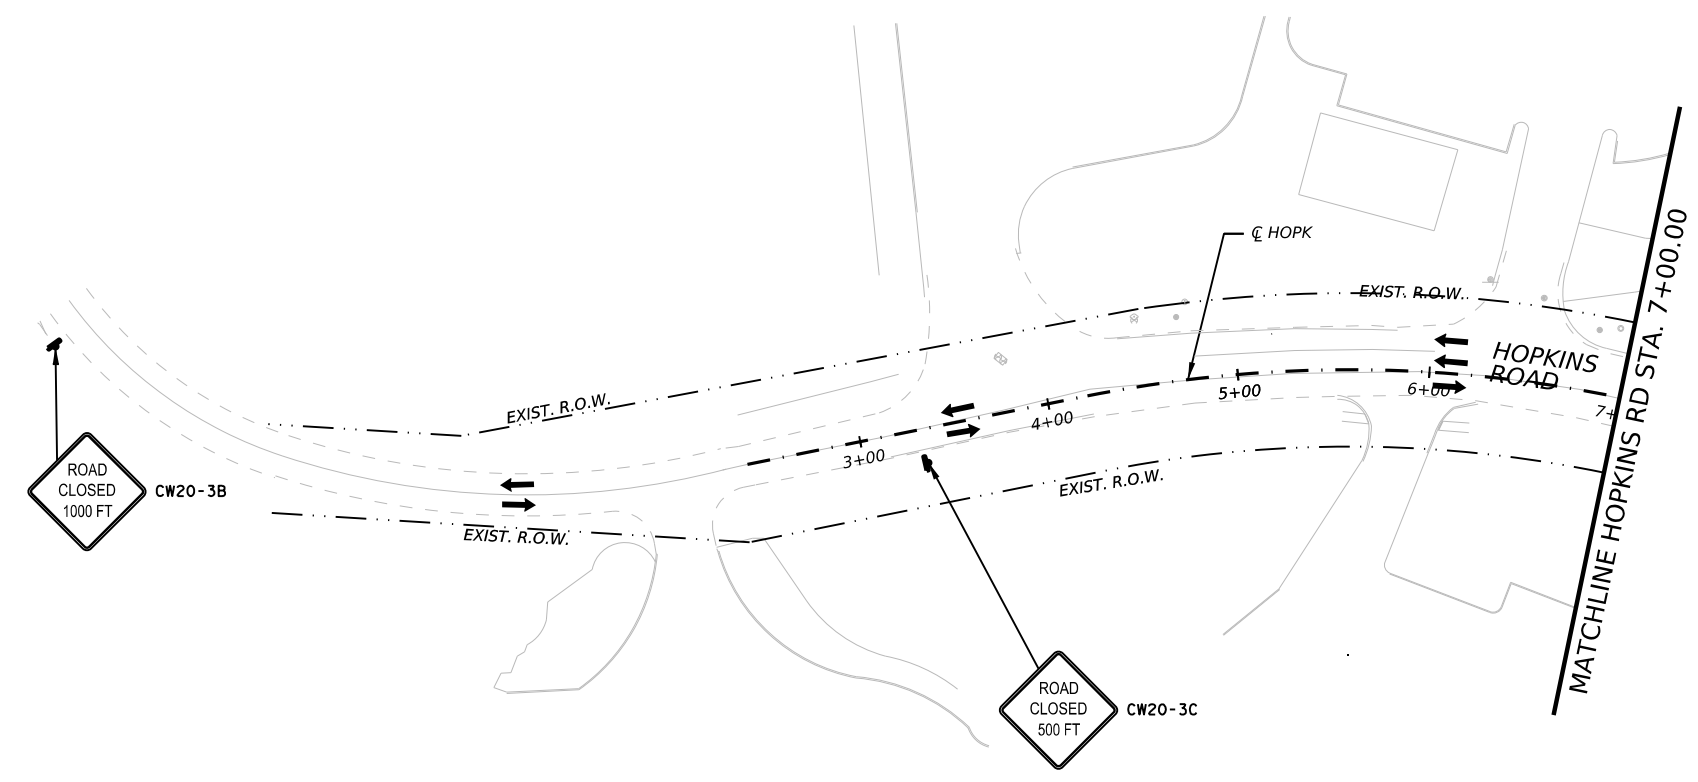 ℄ HOPK
EXIST. R.O.W.
HOPKINS
ROAD
EXIST. R.O.W.
3+00
4+00
5+00
6+00
7+
EXIST. R.O.W.
EXIST. R.O.W.
ROAD
CLOSED
1000 FT
CW20-3B
ROAD
CLOSED
500 FT
CW20-3C
MATCHLINE HOPKINS RD STA. 7+00.00